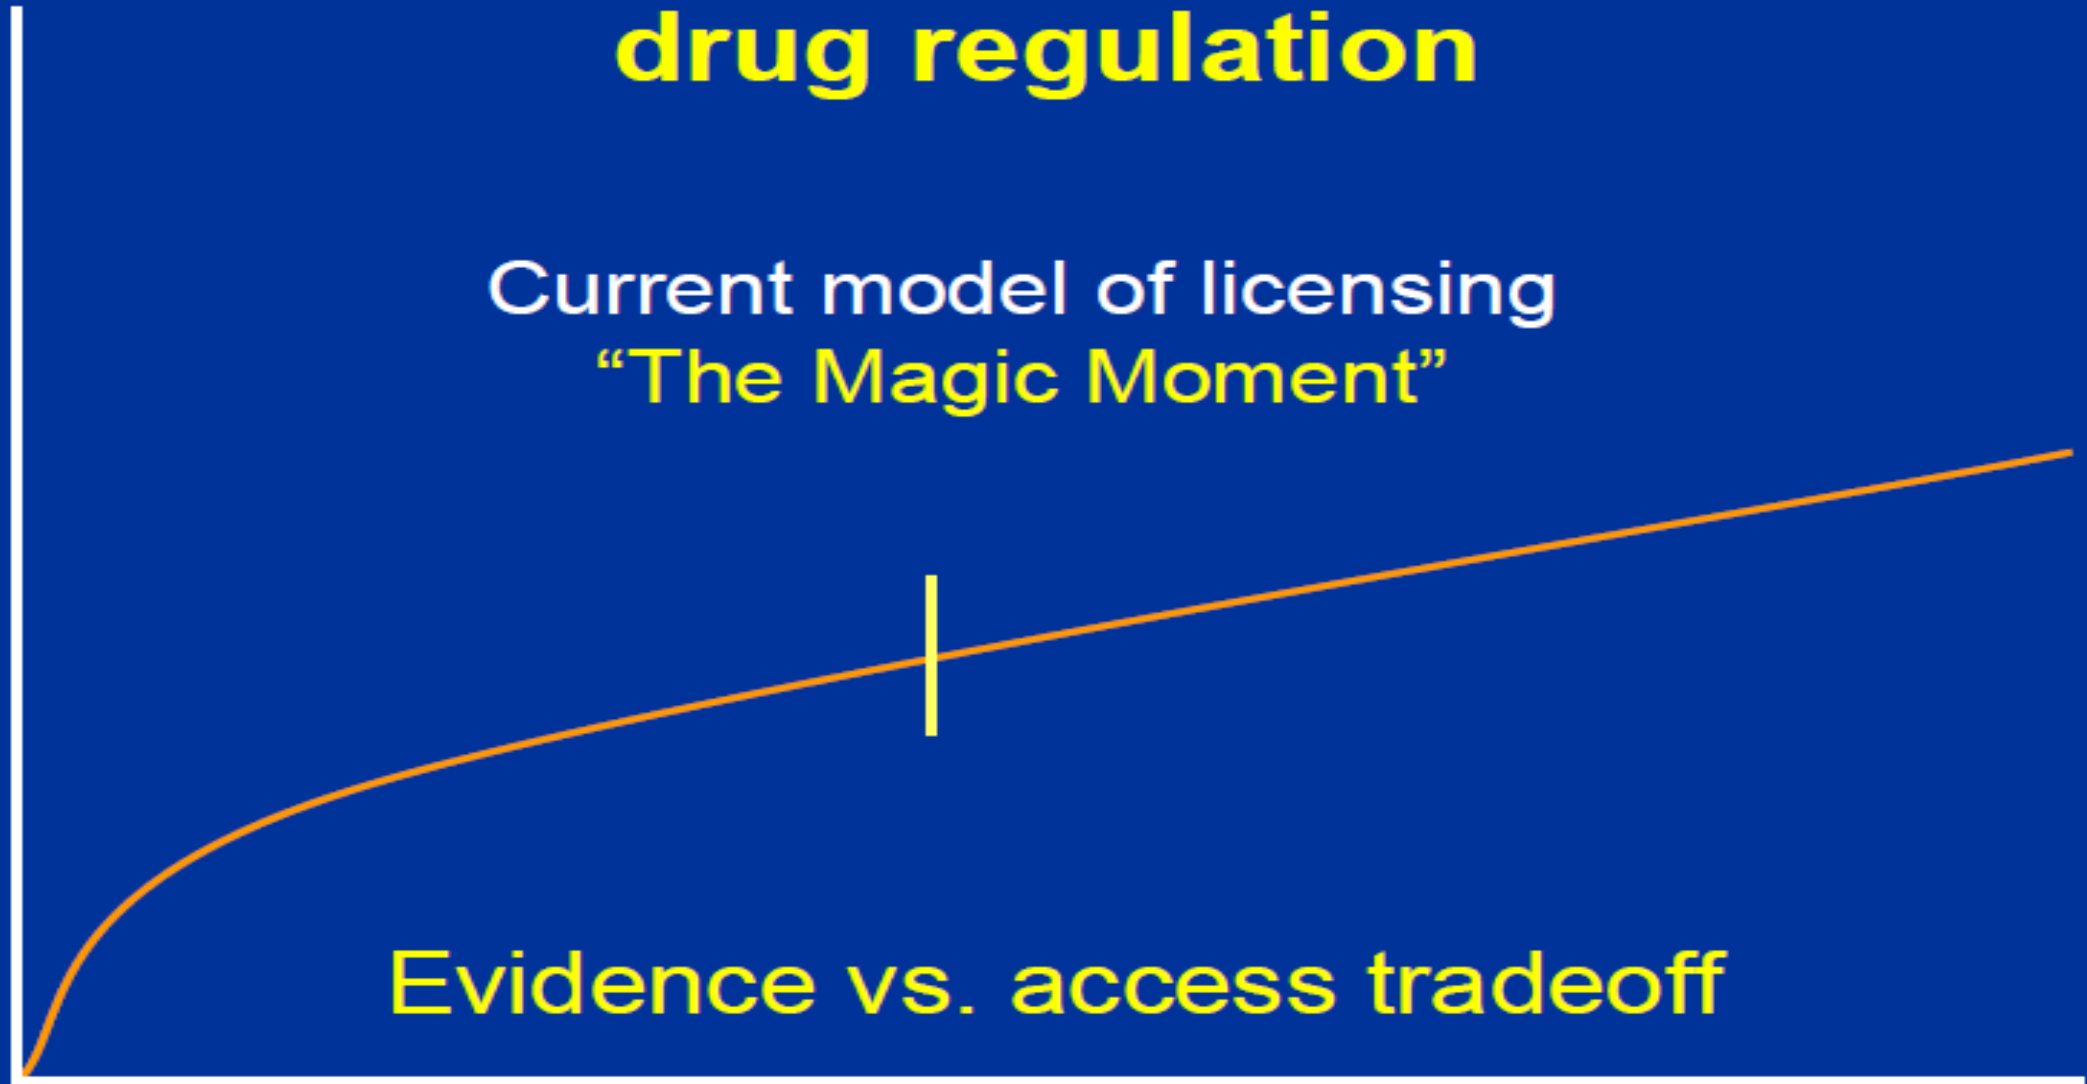 drug regulation
Current model of licensing
“The Magic Moment”
Evidence vs. access tradeoff